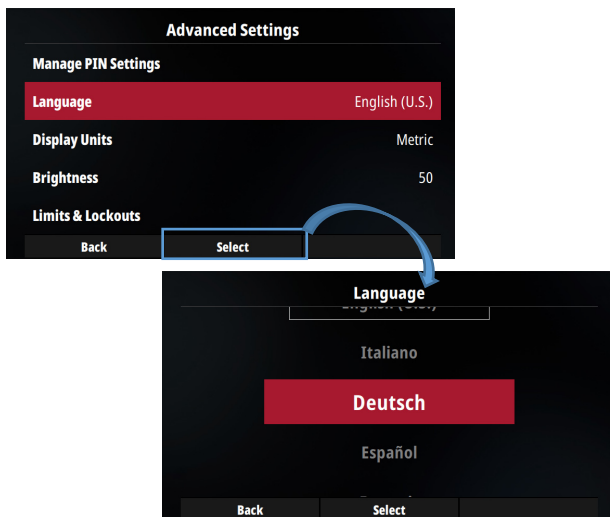 Advanced Settings
Manage PIN Settings
Language English (U.S.)
Display Units Metric
Brightness 50
Limits & Lockouts
Back Select
Language
Italiano
Deutsch
Español
Back Select